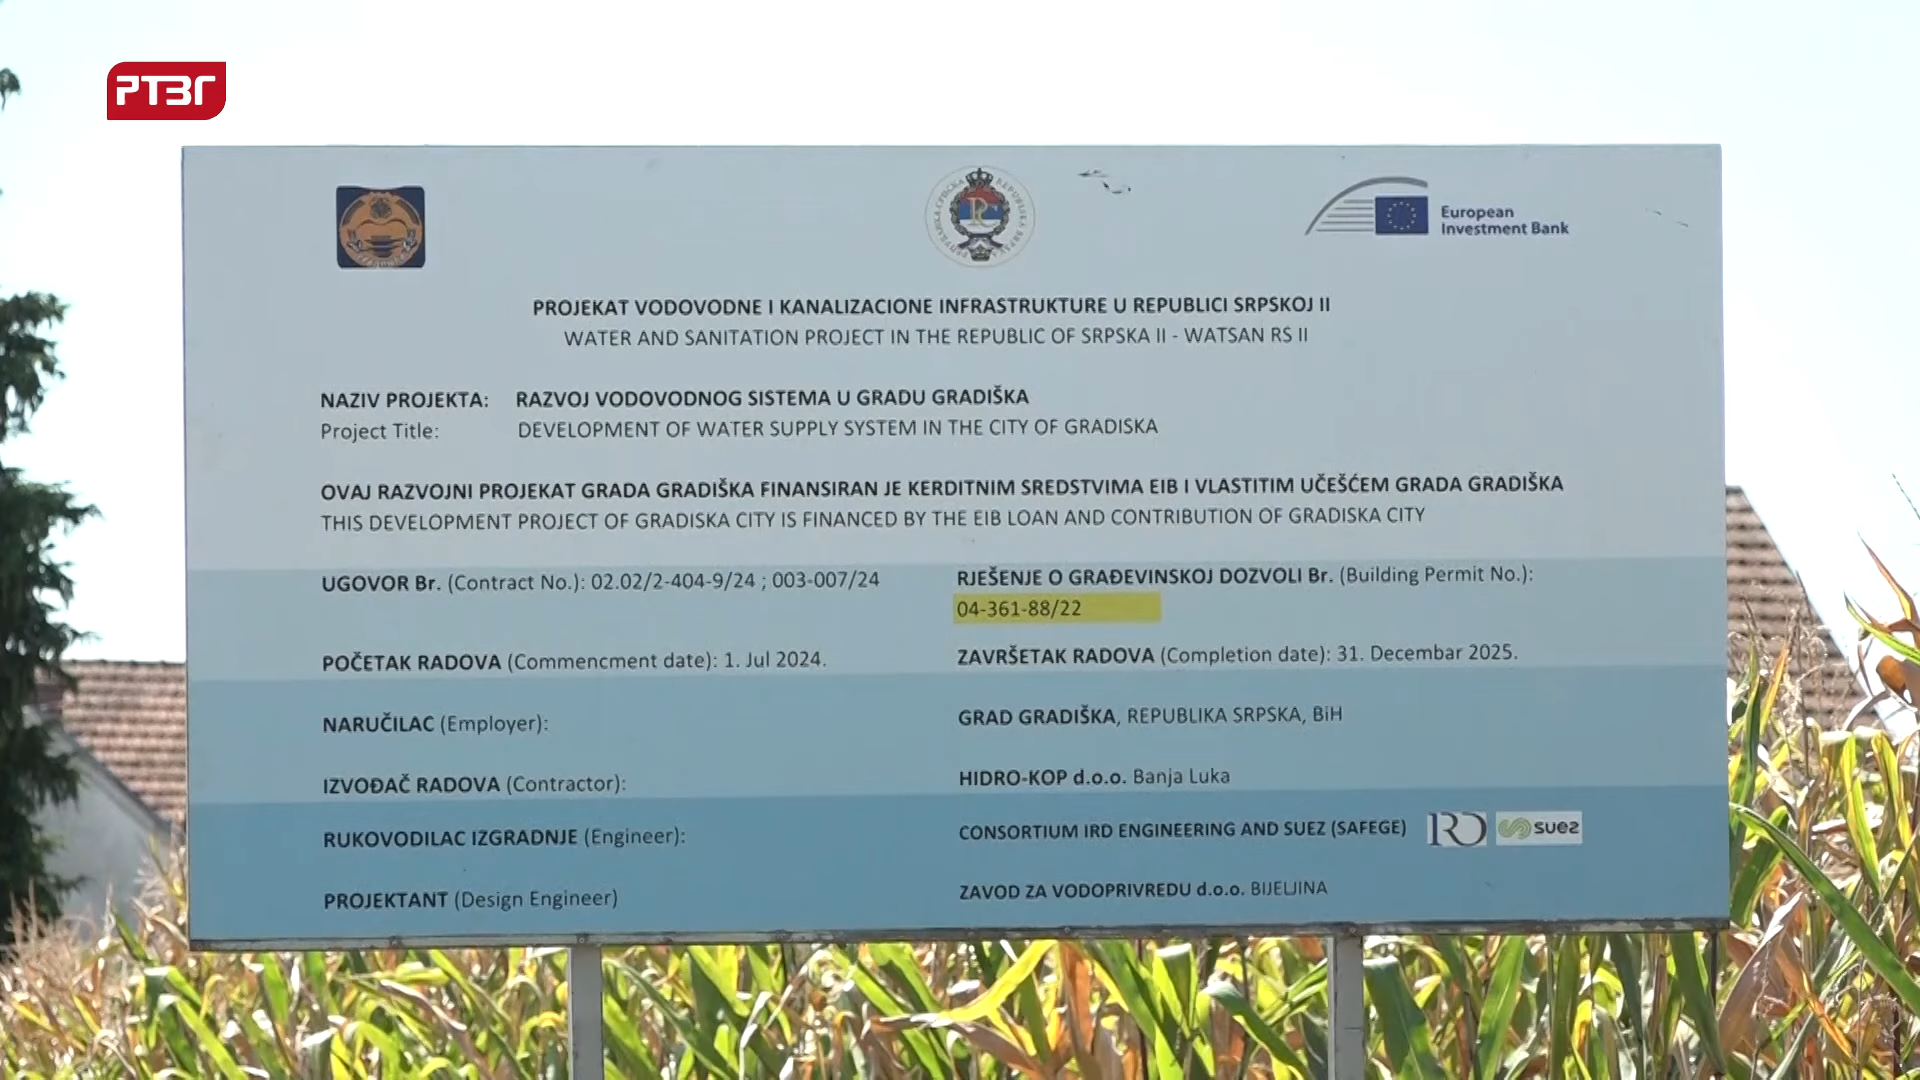 РТВГ
European
Investment Bank
PROJEKAT VODOVODNE I KANALIZACIONE INFRASTRUKTURE U REPUBLICI SRPSKOJ II
WATER AND SANITATION PROJECT IN THE REPUBLIC OF SRPSKA II - WATSAN RS II
NAZIV PROJEKTA: RAZVOJ VODOVODNOG SISTEMA U GRADU GRADIŠKA
Project Title: DEVELOPMENT OF WATER SUPPLY SYSTEM IN THE CITY OF GRADISKA
OVAJ RAZVOJNI PROJEKAT GRADA GRADIŠKA FINANSIRAN JE KERDITNIM SREDSTVIMA EIB I VLASTITIM UČEŠĆEM GRADA GRADIŠKA
THIS DEVELOPMENT PROJECT OF GRADISKA CITY IS FINANCED BY THE EIB LOAN AND CONTRIBUTION OF GRADISKA CITY
UGOVOR Br. (Contract No.): 02.02/2-404-9/24 ; 003-007/24
RJEŠENJE O GRAĐEVINSKOJ DOZVOLI Br. (Building Permit No.):
04-361-88/22
POČETAK RADOVA (Commencment date): 1. Jul 2024.
ZAVRŠETAK RADOVA (Completion date): 31. Decembar 2025.
NARUČILAC (Employer): GRAD GRADIŠKA, REPUBLIKA SRPSKA, BiH
IZVOĐAČ RADOVA (Contractor): HIDRO-KOP d.o.o. Banja Luka
RUKOVODILAC IZGRADNJE (Engineer): CONSORTIUM IRD ENGINEERING AND SUEZ (SAFEGE) IRD suez
PROJEKTANT (Design Engineer) ZAVOD ZA VODOPRIVREDU d.o.o. BIJELJINA